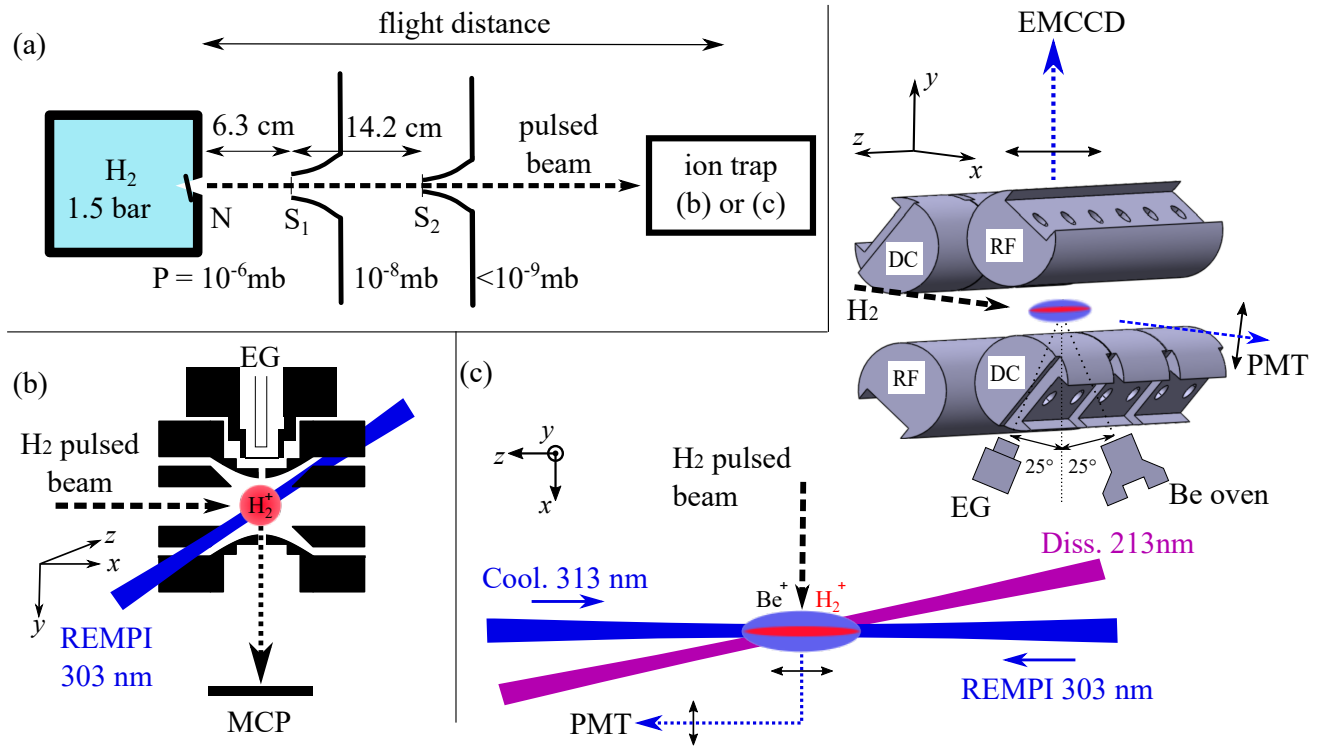 (a)
flight distance
6.3 cm
14.2 cm
pulsed
beam
H2
1.5 bar
N
S1
S2
ion trap
(b) or (c)
P = 10-6mb
10-8mb
<10-9mb
EMCCD
y
z
x
DC
RF
H2
RF
DC
PMT
25°
25°
EG
Be oven
(b)
EG
H2 pulsed
beam
H2+
z
x
y
REMPI
303 nm
MCP
(c)
y
z
x
H2 pulsed
beam
Diss. 213nm
Cool. 313 nm
Be+
H2+
REMPI 303 nm
PMT